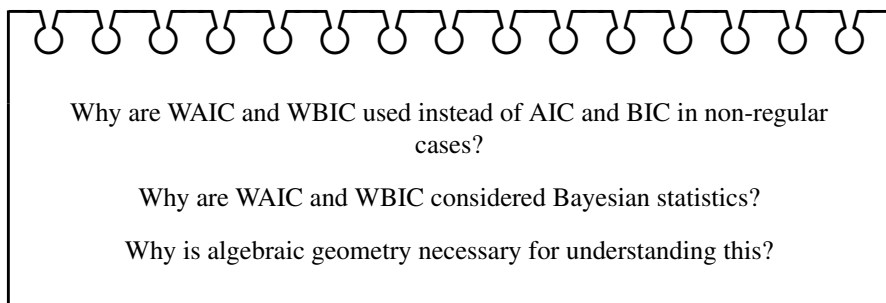 Why are WAIC and WBIC used instead of AIC and BIC in non-regular
cases?
Why are WAIC and WBIC considered Bayesian statistics?
Why is algebraic geometry necessary for understanding this?